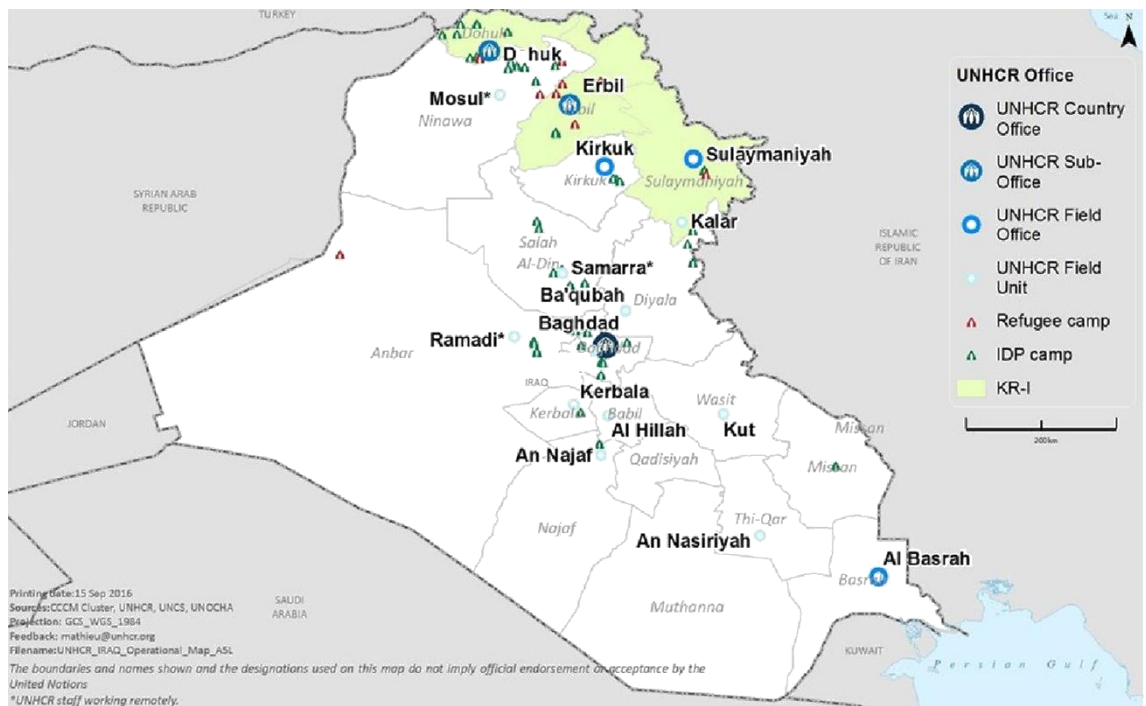 TURKEY
Sea
N
Dohuk
D huk
Erbil
Mosul*
Ninawa
Kirkuk
Sulaymaniyah
Kirkuk
Sulaymaniyah
SYRIAN ARAB
REPUBLIC
Kalar
ISLAMIC
REPUBLIC
OF IRAN
Salah
Al-Din
Samarra*
Ba'qubah
Diyala
Baghdad
Ramadi*
Baghdad
Anbar
IRAQ
Kerbala
Kerbala
Babil
Wasit
JORDAN
Al Hillah
Kut
Missan
An Najaf
Qadisiyah
Missan
Najaf
Thi-Qar
An Nasiriyah
Al Basrah
Basrah
SAUDI
ARABIA
Muthanna
KUWAIT
Persian Gulf
UNHCR Office
UNHCR Country
Office
UNHCR Sub-
Office
UNHCR Field
Office
UNHCR Field
Unit
Refugee camp
IDP camp
KR-I
200km
Printing date:15 Sep 2016
Sources:CCCM Cluster, UNHCR, UNCS, UNOCHA
Projection: GCS_WGS_1984
Feedback: mathieu@unhcr.org
Filename:UNHCR_IRAQ_Operational_Map_A5L
The boundaries and names shown and the designations used on this map do not imply official endorsement or acceptance by the
United Nations
*UNHCR staff working remotely.